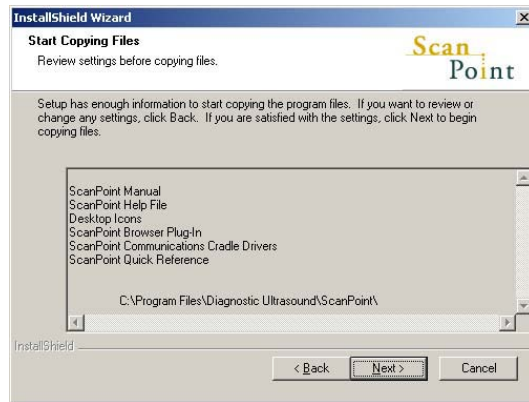 InstallShield Wizard
Start Copying Files
Review settings before copying files.
Scan
Point
Setup has enough information to start copying the program files. If you want to review or
change any settings, click Back. If you are satisfied with the settings, click Next to begin
copying files.
ScanPoint Manual
ScanPoint Help File
Desktop Icons
ScanPoint Browser Plug-In
ScanPoint Communications Cradle Drivers
ScanPoint Quick Reference
C:\Program Files\Diagnostic Ultrasound\ScanPoint\
InstallShield
< Back
Next >
Cancel